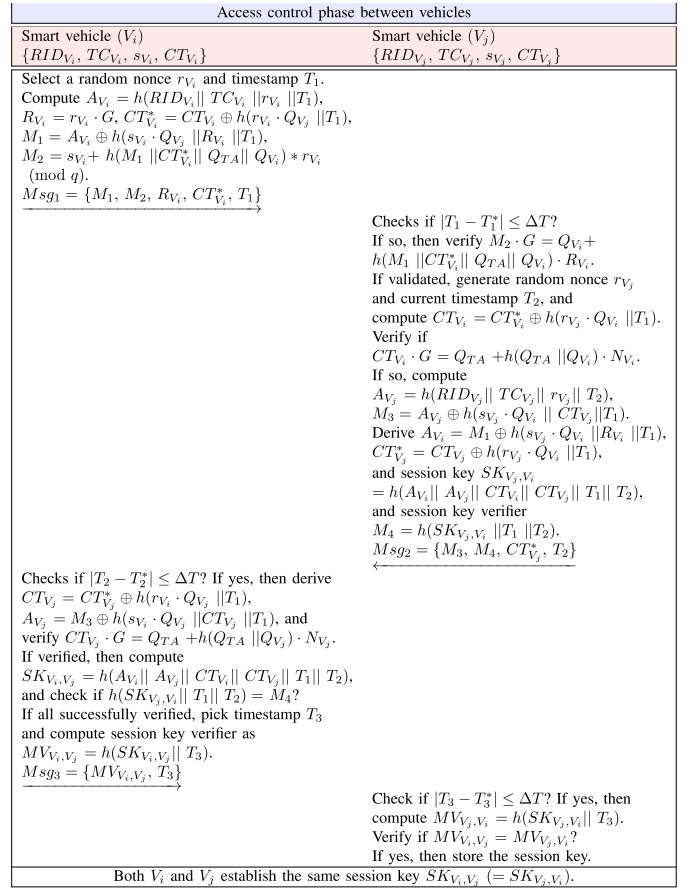 Access control phase between vehicles
Smart vehicle (V_i)
{RID_{V_i}, TC_{V_i}, s_{V_i}, CT_{V_i}}
Smart vehicle (V_j)
{RID_{V_j}, TC_{V_j}, s_{V_j}, CT_{V_j}}
Select a random nonce r_{V_i} and timestamp T_1.
Compute A_{V_i} = h(RID_{V_i}|| TC_{V_i} ||r_{V_i} ||T_1),
R_{V_i} = r_{V_i} · G, CT^*_{V_i} = CT_{V_i} ⊕ h(r_{V_i} · Q_{V_j} ||T_1),
M_1 = A_{V_i} ⊕ h(s_{V_i} · Q_{V_j} ||R_{V_i} ||T_1),
M_2 = s_{V_i}+ h(M_1 ||CT^*_{V_i}|| Q_{TA}|| Q_{V_i}) * r_{V_i}
(mod q).
Msg_1 = {M_1, M_2, R_{V_i}, CT^*_{V_i}, T_1}
Checks if |T_1 − T_1^*| ≤ ΔT?
If so, then verify M_2 · G = Q_{V_i}+
h(M_1 ||CT^*_{V_i}|| Q_{TA}|| Q_{V_i}) · R_{V_i}.
If validated, generate random nonce r_{V_j}
and current timestamp T_2, and
compute CT_{V_i} = CT^*_{V_i} ⊕ h(r_{V_j} · Q_{V_i} ||T_1).
Verify if
CT_{V_i} · G = Q_{TA} +h(Q_{TA} ||Q_{V_i}) · N_{V_i}.
If so, compute
A_{V_j} = h(RID_{V_j}|| TC_{V_j}|| r_{V_j}|| T_2),
M_3 = A_{V_j} ⊕ h(s_{V_j} · Q_{V_i} || CT_{V_j}||T_1).
Derive A_{V_i} = M_1 ⊕ h(s_{V_j} · Q_{V_i} ||R_{V_i} ||T_1),
CT^*_{V_j} = CT_{V_j} ⊕ h(r_{V_j} · Q_{V_i} ||T_1),
and session key SK_{V_j,V_i}
= h(A_{V_i}|| A_{V_j}|| CT_{V_i}|| CT_{V_j}|| T_1|| T_2),
and session key verifier
M_4 = h(SK_{V_j,V_i} ||T_1 ||T_2).
Msg_2 = {M_3, M_4, CT^*_{V_j}, T_2}
Checks if |T_2 − T_2^*| ≤ ΔT? If yes, then derive
CT_{V_j} = CT^*_{V_j} ⊕ h(r_{V_i} · Q_{V_j} ||T_1),
A_{V_j} = M_3 ⊕ h(s_{V_i} · Q_{V_j} ||CT_{V_j} ||T_1), and
verify CT_{V_j} · G = Q_{TA} +h(Q_{TA} ||Q_{V_j}) · N_{V_j}.
If verified, then compute
SK_{V_i,V_j} = h(A_{V_i}|| A_{V_j}|| CT_{V_i}|| CT_{V_j}|| T_1|| T_2),
and check if h(SK_{V_j,V_i}|| T_1|| T_2) = M_4?
If all successfully verified, pick timestamp T_3
and compute session key verifier as
MV_{V_i,V_j} = h(SK_{V_i,V_j}|| T_3).
Msg_3 = {MV_{V_i,V_j}, T_3}
Check if |T_3 − T_3^*| ≤ ΔT? If yes, then
compute MV_{V_j,V_i} = h(SK_{V_j,V_i}|| T_3).
Verify if MV_{V_i,V_j} = MV_{V_j,V_i}?
If yes, then store the session key.
Both V_i and V_j establish the same session key SK_{V_i,V_j} (= SK_{V_j,V_i}).